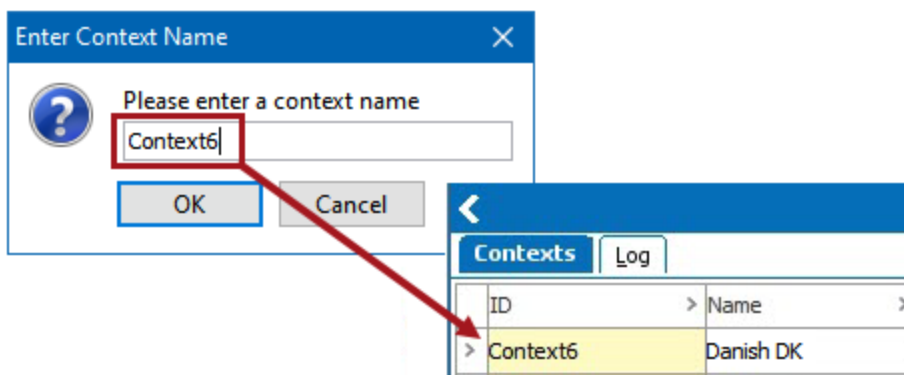 Enter Context Name
Please enter a context name
Context6
OK Cancel
Contexts Log
ID > Name >
> Context6 Danish DK